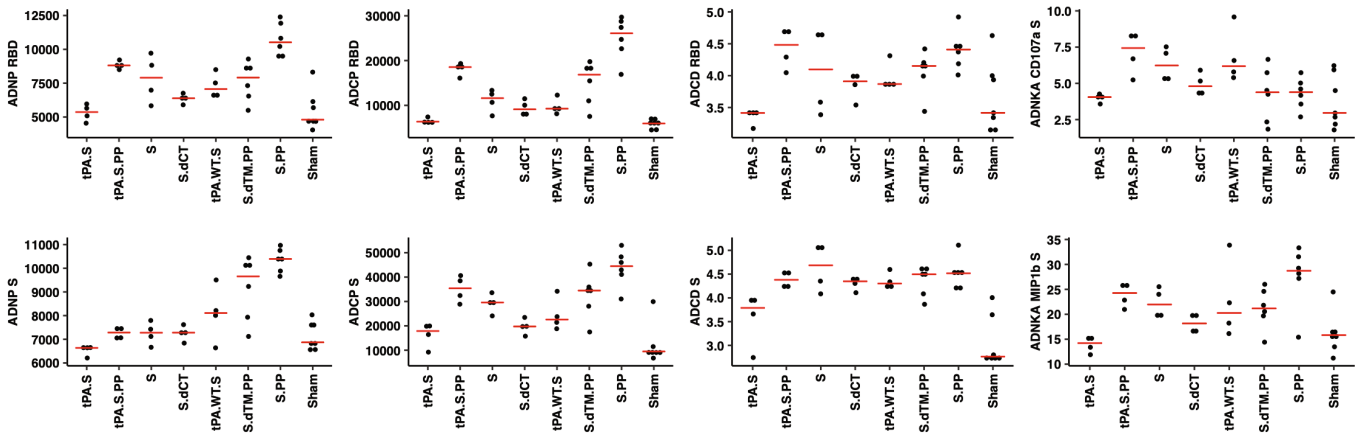 ADNP RBD
12500
10000
7500
5000
tPA.S
tPA.S.PP
S
S.dCT
tPA.WT.S
S.dTM.PP
S.PP
Sham
ADCP RBD
30000
20000
10000
tPA.S
tPA.S.PP
S
S.dCT
tPA.WT.S
S.dTM.PP
S.PP
Sham
ADCD RBD
5.0
4.5
4.0
3.5
tPA.S
tPA.S.PP
S
S.dCT
tPA.WT.S
S.dTM.PP
S.PP
Sham
ADNKA CD107a S
10.0
7.5
5.0
2.5
tPA.S
tPA.S.PP
S
S.dCT
tPA.WT.S
S.dTM.PP
S.PP
Sham
ADNP S
11000
10000
9000
8000
7000
6000
tPA.S
tPA.S.PP
S
S.dCT
tPA.WT.S
S.dTM.PP
S.PP
Sham
ADCP S
50000
40000
30000
20000
10000
tPA.S
tPA.S.PP
S
S.dCT
tPA.WT.S
S.dTM.PP
S.PP
Sham
ADCD S
5.0
4.5
4.0
3.5
3.0
tPA.S
tPA.S.PP
S
S.dCT
tPA.WT.S
S.dTM.PP
S.PP
Sham
ADNKA MIP1b S
35
30
25
20
15
10
tPA.S
tPA.S.PP
S
S.dCT
tPA.WT.S
S.dTM.PP
S.PP
Sham